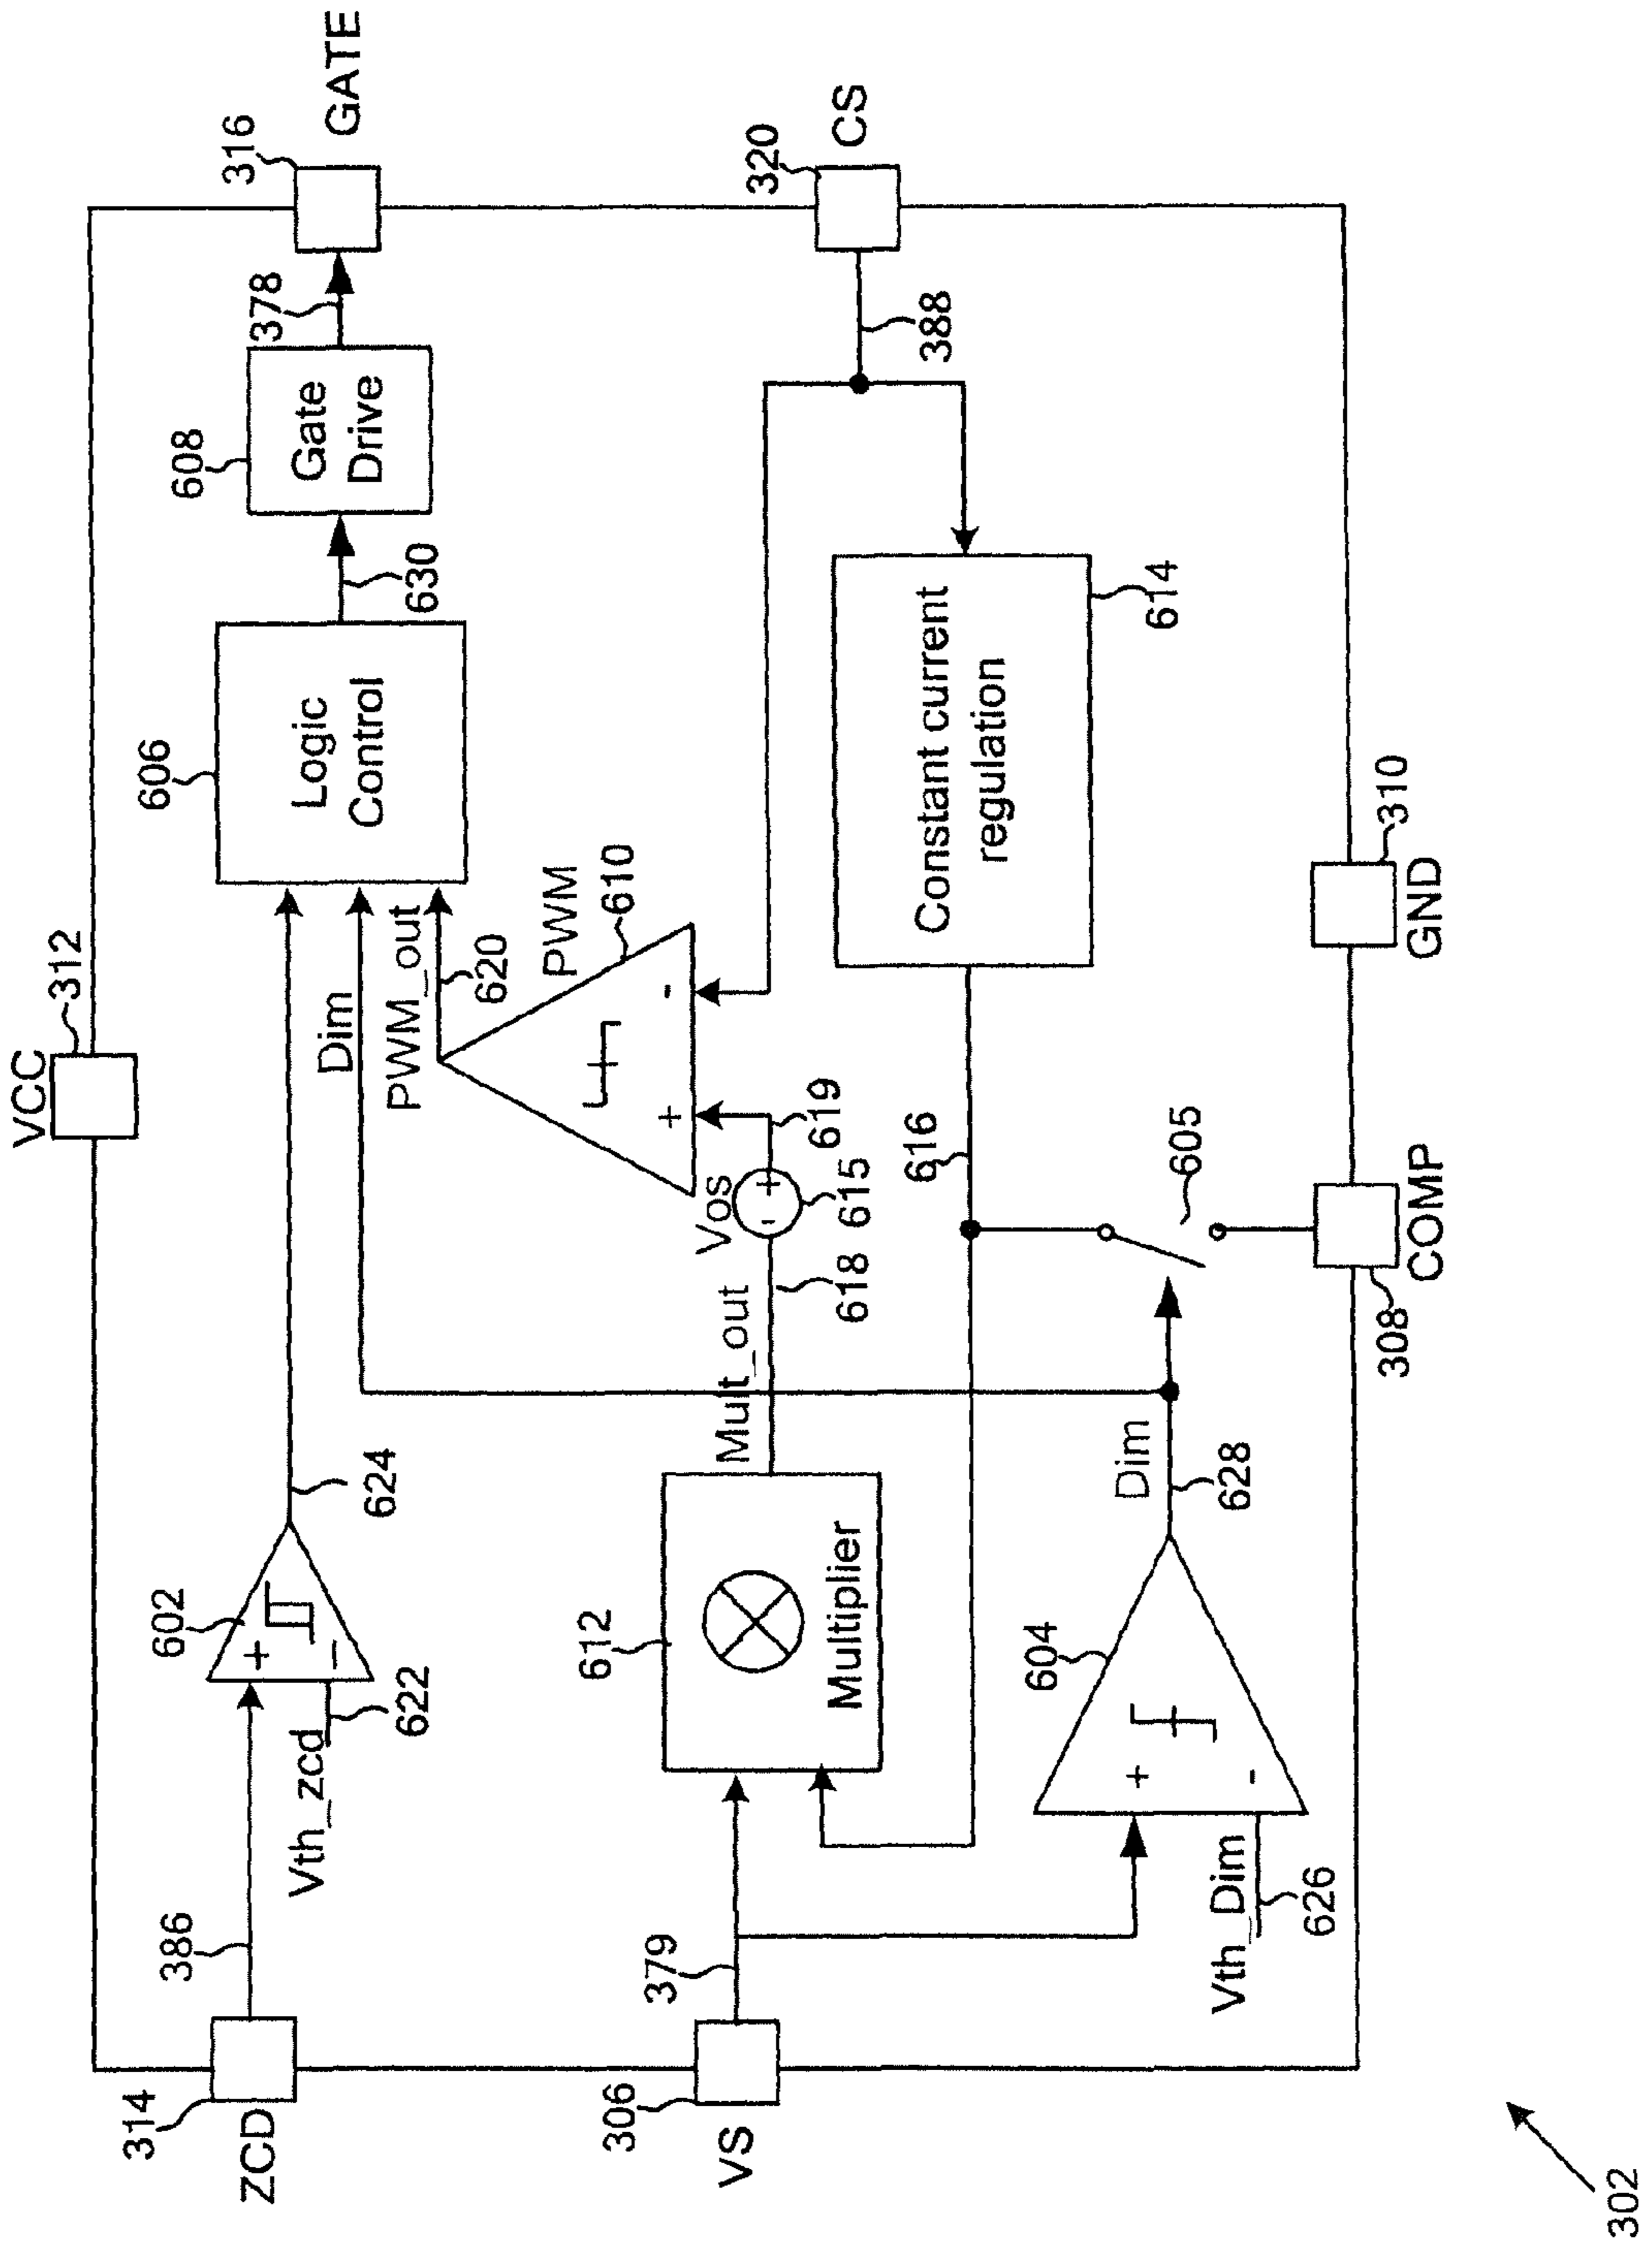 VCC
312
314
ZCD
386
Vth_zcd
622
602
+
−
624
606
Logic
Control
630
608
Gate
Drive
378
316
GATE
Dim
PWM_out
620
PWM
610
+
-
306
VS
379
612
Multiplier
Mult_out
618
Vos
-
+
615
619
388
320
CS
616
Constant current
regulation
614
Vth_Dim
626
604
+
-
Dim
628
605
308
COMP
310
GND
302